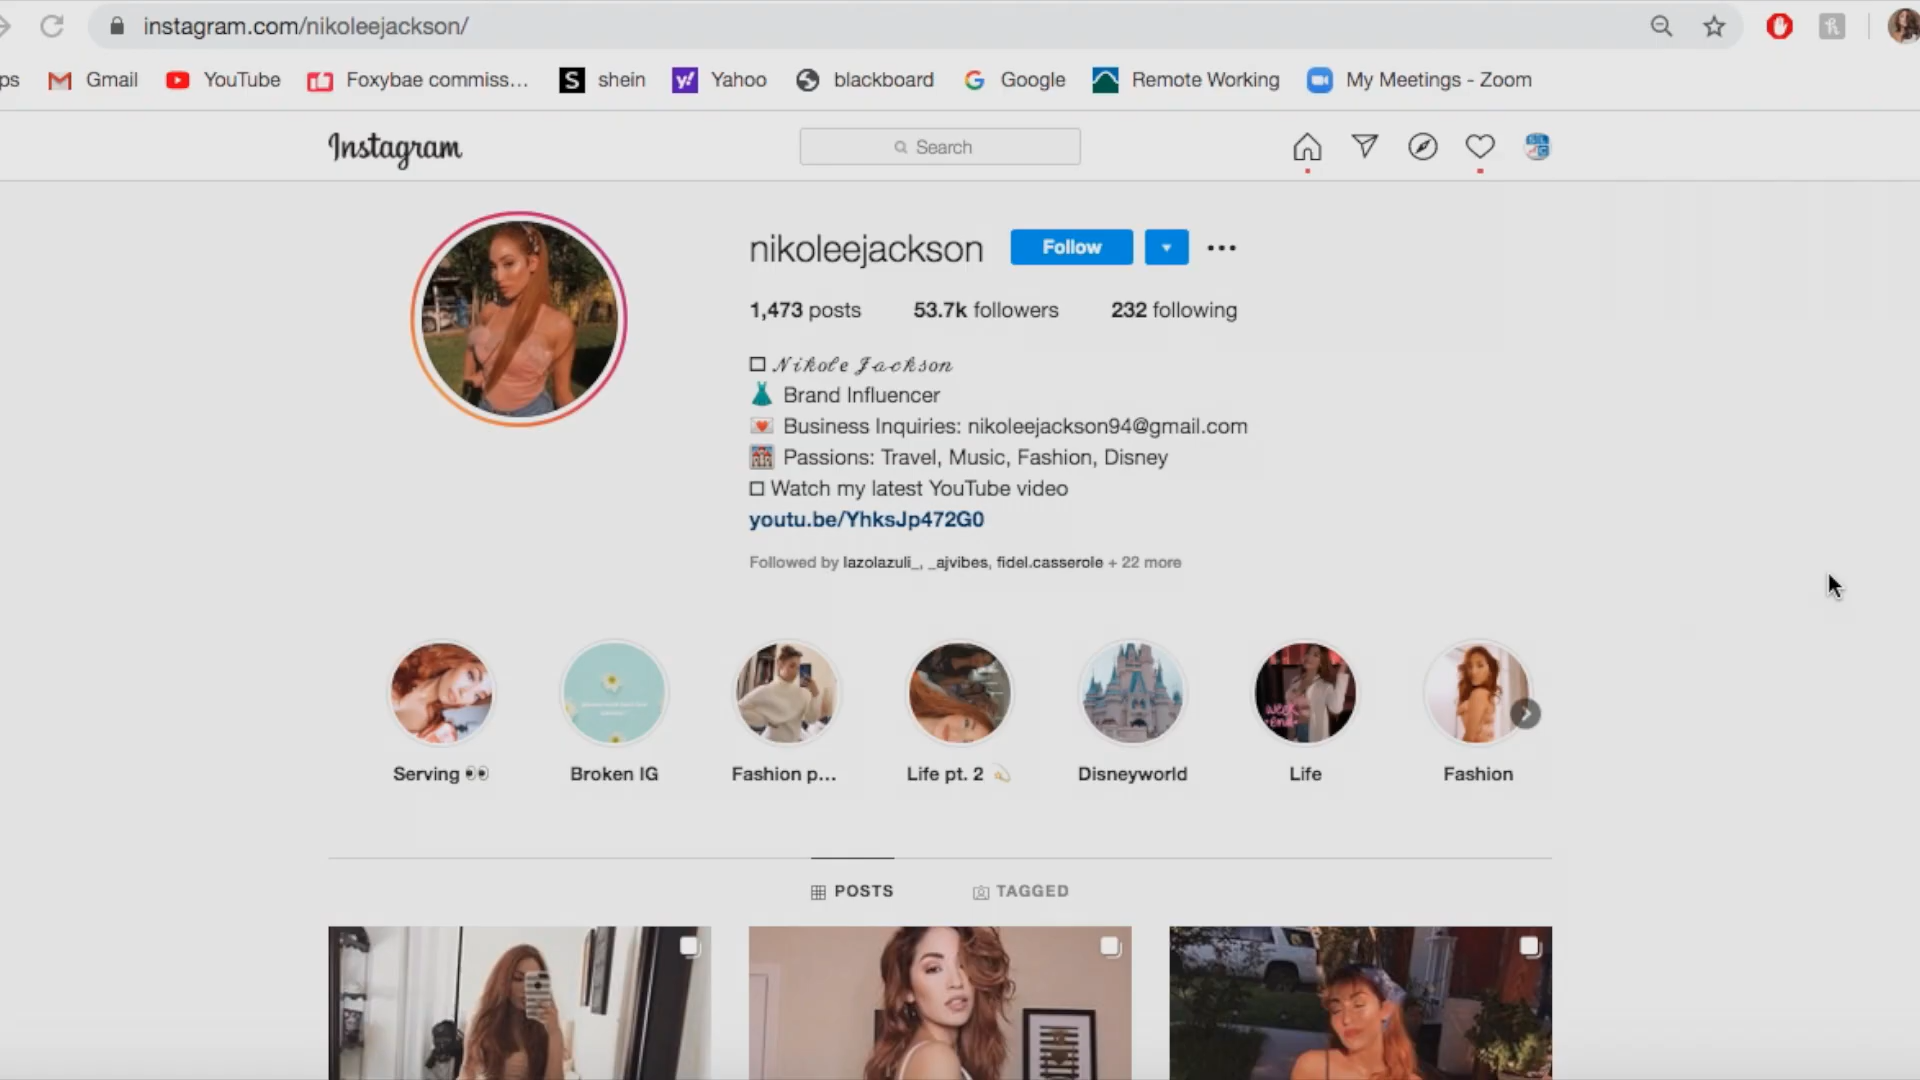 instagram.com/nikoleejackson/
ps Gmail YouTube Foxybae commiss... shein Yahoo blackboard Google Remote Working My Meetings - Zoom
Instagram Search
nikoleejackson Follow
1,473 posts 53.7k followers 232 following
𝓝𝓲𝓴𝓸𝓵𝓮 𝓙𝓪𝓬𝓴𝓼𝓸𝓷
Brand Influencer
Business Inquiries: nikoleejackson94@gmail.com
Passions: Travel, Music, Fashion, Disney
Watch my latest YouTube video
youtu.be/YhksJp472G0
Followed by lazolazuli_, _ajvibes, fidel.casserole + 22 more
week end
Serving 👀 Broken IG Fashion p... Life pt. 2 💫 Disneyworld Life Fashion
POSTS TAGGED